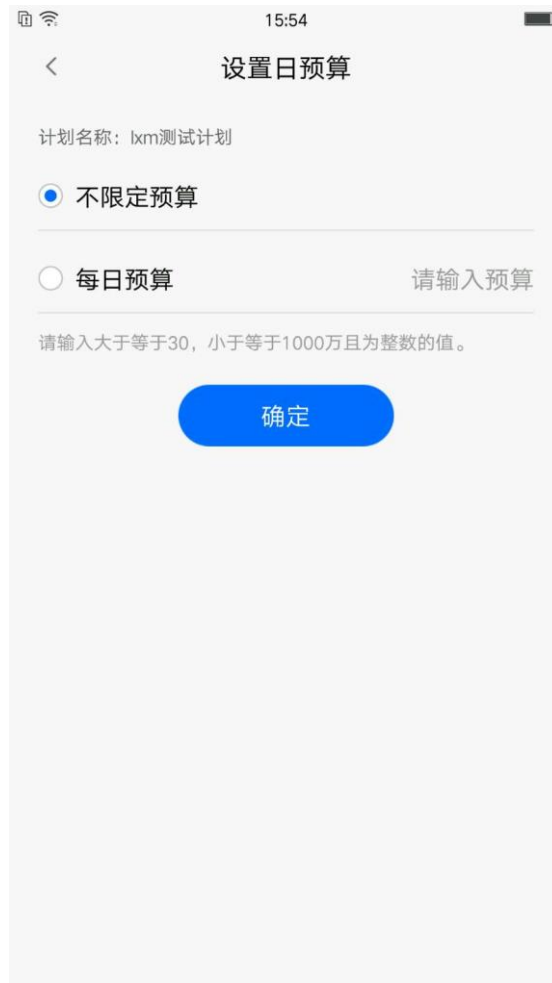 15:54
设置日预算
计划名称：lxm测试计划
不限定预算
每日预算 请输入预算
请输入大于等于30，小于等于1000万且为整数的值。
确定